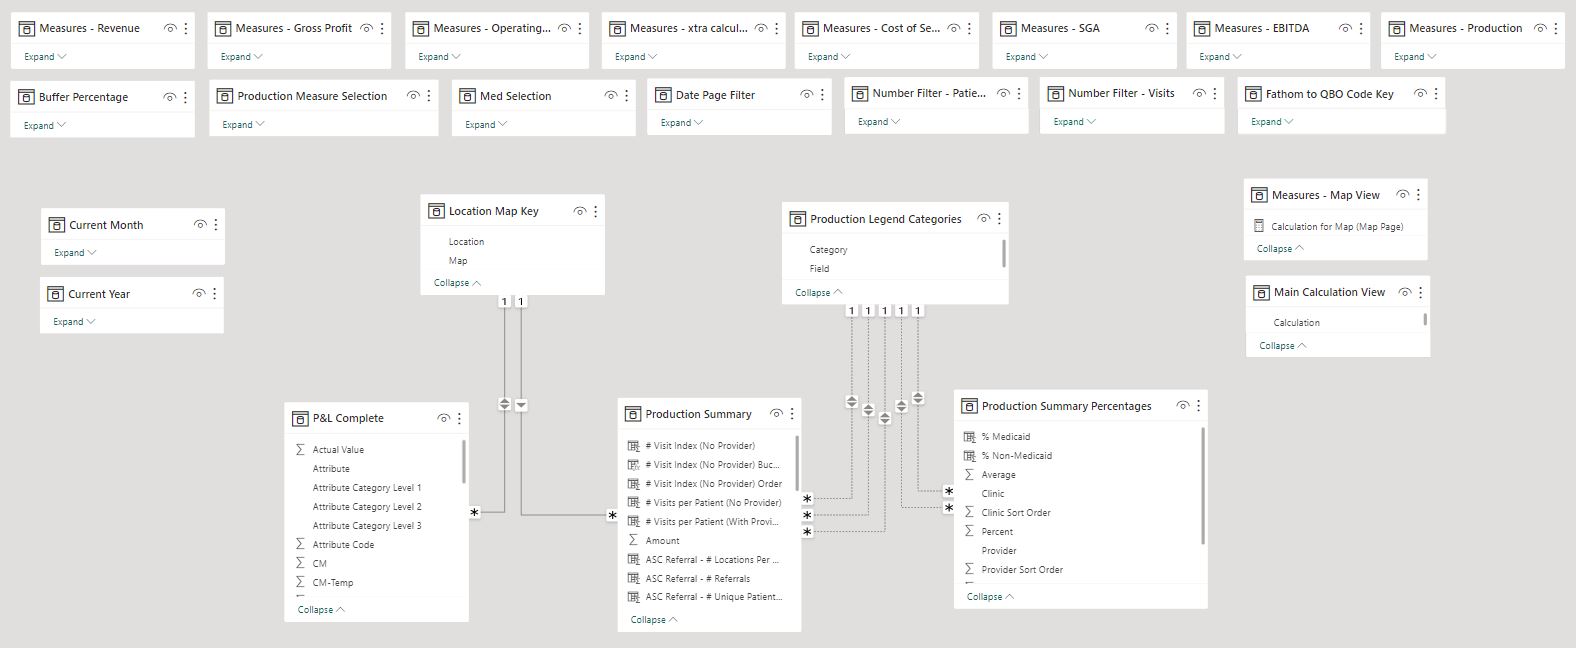 Measures - Revenue
Expand
Measures - Gross Profit
Expand
Measures - Operating...
Expand
Measures - xtra calcul...
Expand
Measures - Cost of Se...
Expand
Measures - SGA
Expand
Measures - EBITDA
Expand
Measures - Production
Expand
Buffer Percentage
Expand
Production Measure Selection
Expand
Med Selection
Expand
Date Page Filter
Expand
Number Filter - Patie...
Expand
Number Filter - Visits
Expand
Fathom to QBO Code Key
Expand
Current Month
Expand
Current Year
Expand
Location Map Key
Location
Map
Collapse
Production Legend Categories
Category
Field
Collapse
Measures - Map View
Calculation for Map (Map Page)
Collapse
Main Calculation View
Calculation
Collapse
1 1
1 1 1 1 1
P&L Complete
Actual Value
Attribute
Attribute Category Level 1
Attribute Category Level 2
Attribute Category Level 3
Attribute Code
CM
CM-Temp
Collapse
*
*
Production Summary
# Visit Index (No Provider)
# Visit Index (No Provider) Buc...
# Visit Index (No Provider) Order
# Visits per Patient (No Provider)
# Visits per Patient (With Provi...
Amount
ASC Referral - # Locations Per ...
ASC Referral - # Referrals
ASC Referral - # Unique Patient...
Collapse
*
*
*
*
*
Production Summary Percentages
% Medicaid
% Non-Medicaid
Average
Clinic
Clinic Sort Order
Percent
Provider
Provider Sort Order
Collapse